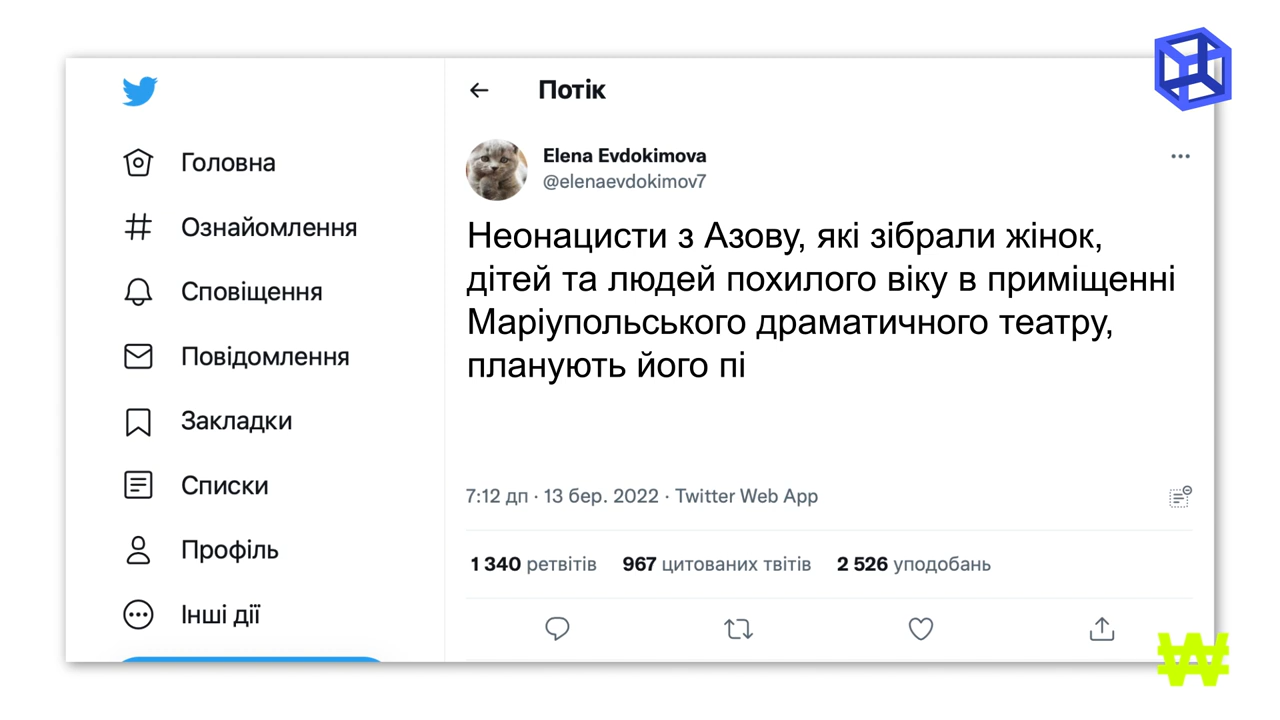 Потік
Головна
Ознайомлення
Сповіщення
Повідомлення
Закладки
Списки
Профіль
Інші дії
Elena Evdokimova
@elenaevdokimov7
Неонацисти з Азову, які зібрали жінок,
дітей та людей похилого віку в приміщенні
Маріупольського драматичного театру,
планують його пі
7:12 дп · 13 бер. 2022 · Twitter Web App
1 340 ретвітів 967 цитованих твітів 2 526 уподобань